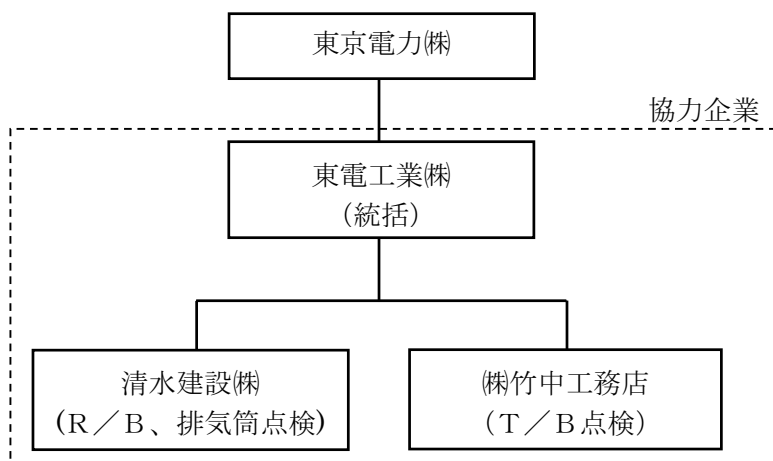 東京電力㈱
協力企業
東電工業㈱
(統括)
清水建設㈱
(R／B、排気筒点検)
㈱竹中工務店
(T／B点検)